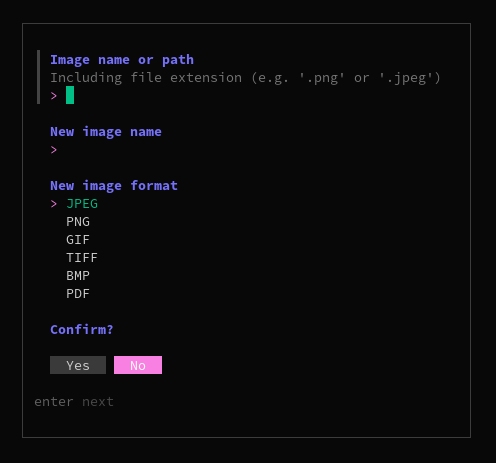 Image name or path
Including file extension (e.g. '.png' or '.jpeg')
>
New image name
>
New image format
> JPEG
PNG
GIF
TIFF
BMP
PDF
Confirm?
Yes No
enter next